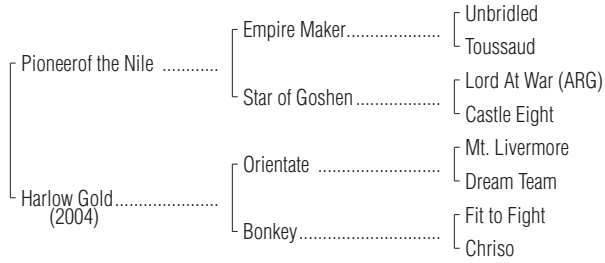 Unbridled
Empire Maker....................
Toussaud
Pioneerof the Nile ............
Lord At War (ARG)
Star of Goshen ..................
Castle Eight
Mt. Livermore
Orientate ..........................
Dream Team
Harlow Gold......................
(2004)
Fit to Fight
Bonkey..............................
Chriso